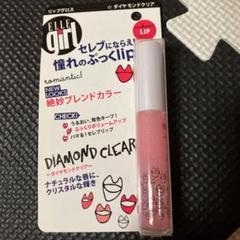 リップグロス
☆ ダイヤモンドクリア
ELLE
girl
セレブにならえ!
憧れのぷっくlip
LIP
romantic!
NEW
LOOK!
絶妙ブレンドカラー
CHECK!
うるおい、発色キープ!
ぷっくりボリュームアップ
ハマる!セレブリップ
DIAMOND CLEAR
ーダイヤモンドクリアー
ナチュラルな唇に、
クリスタルな輝き